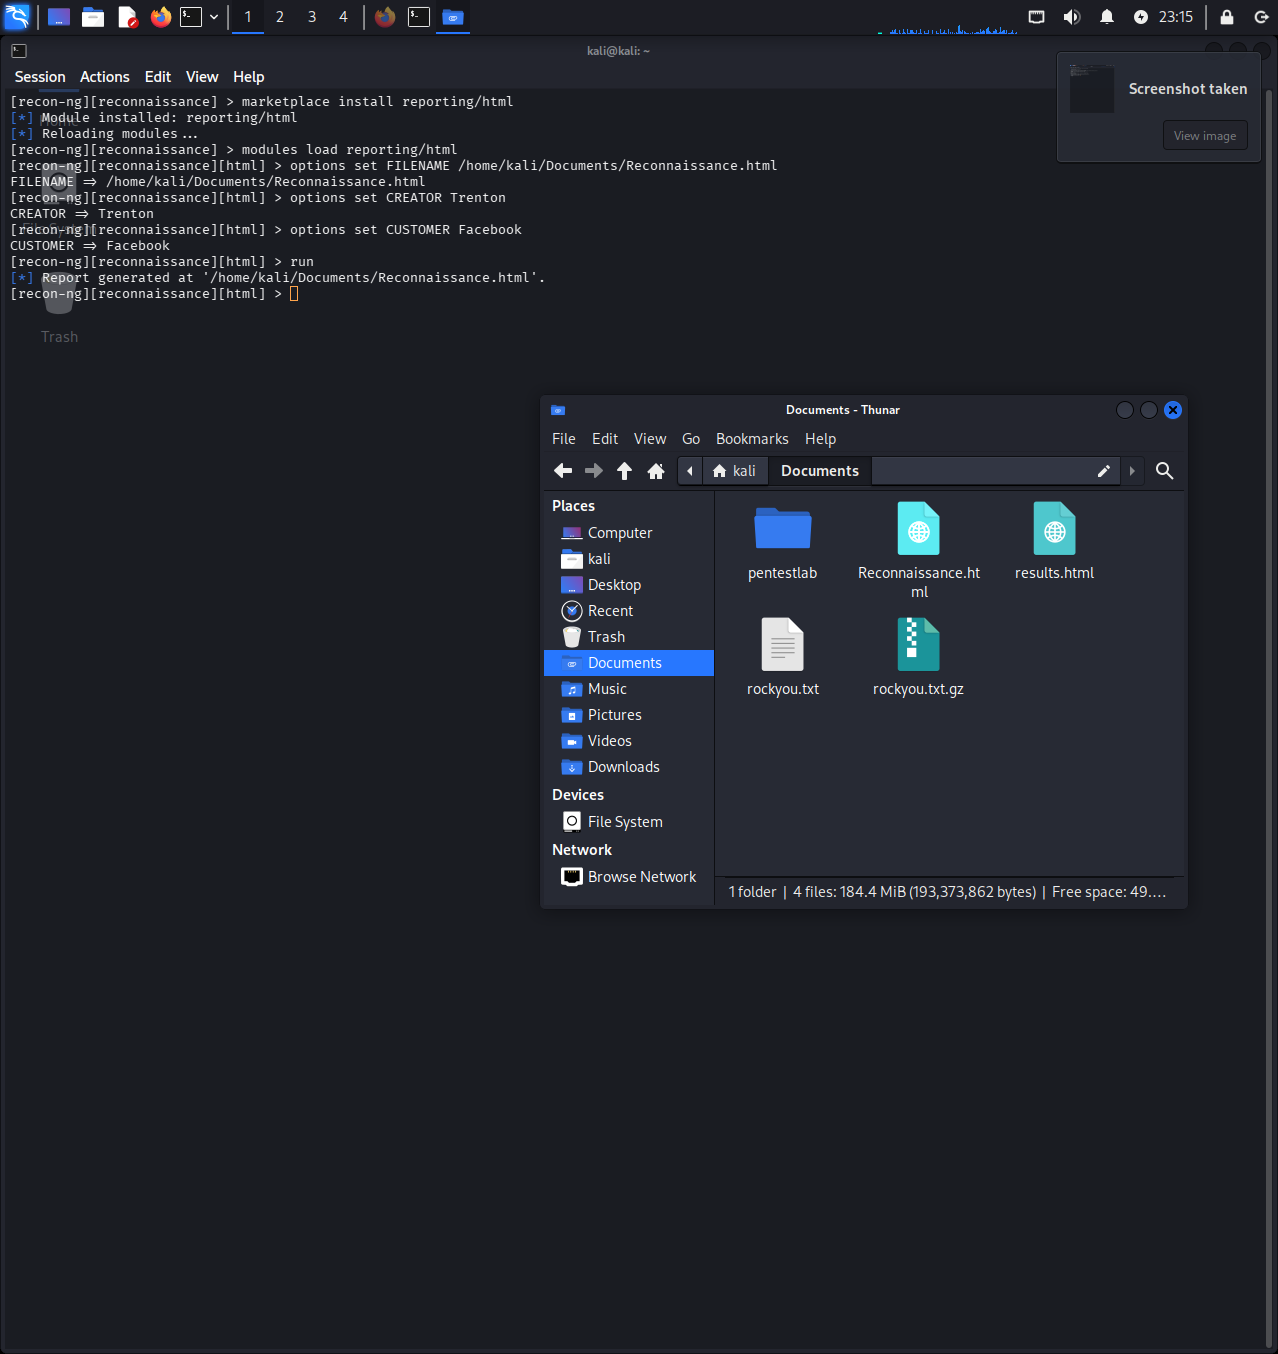 1 2 3 4 23:15
kali@kali: ~
Session Actions Edit View Help
[recon-ng][reconnaissance] > marketplace install reporting/html
[*] Module installed: reporting/html
[*] Reloading modules...
[recon-ng][reconnaissance] > modules load reporting/html
[recon-ng][reconnaissance][html] > options set FILENAME /home/kali/Documents/Reconnaissance.html
FILENAME => /home/kali/Documents/Reconnaissance.html
[recon-ng][reconnaissance][html] > options set CREATOR Trenton
CREATOR => Trenton
[recon-ng][reconnaissance][html] > options set CUSTOMER Facebook
CUSTOMER => Facebook
[recon-ng][reconnaissance][html] > run
[*] Report generated at '/home/kali/Documents/Reconnaissance.html'.
[recon-ng][reconnaissance][html] >
Home
File System
Trash
Screenshot taken
View image
Documents - Thunar
File Edit View Go Bookmarks Help
kali Documents
Places
Computer
kali
Desktop
Recent
Trash
Documents
Music
Pictures
Videos
Downloads
Devices
File System
Network
Browse Network
pentestlab
Reconnaissance.ht
ml
results.html
rockyou.txt
rockyou.txt.gz
1 folder | 4 files: 184.4 MiB (193,373,862 bytes) | Free space: 49....